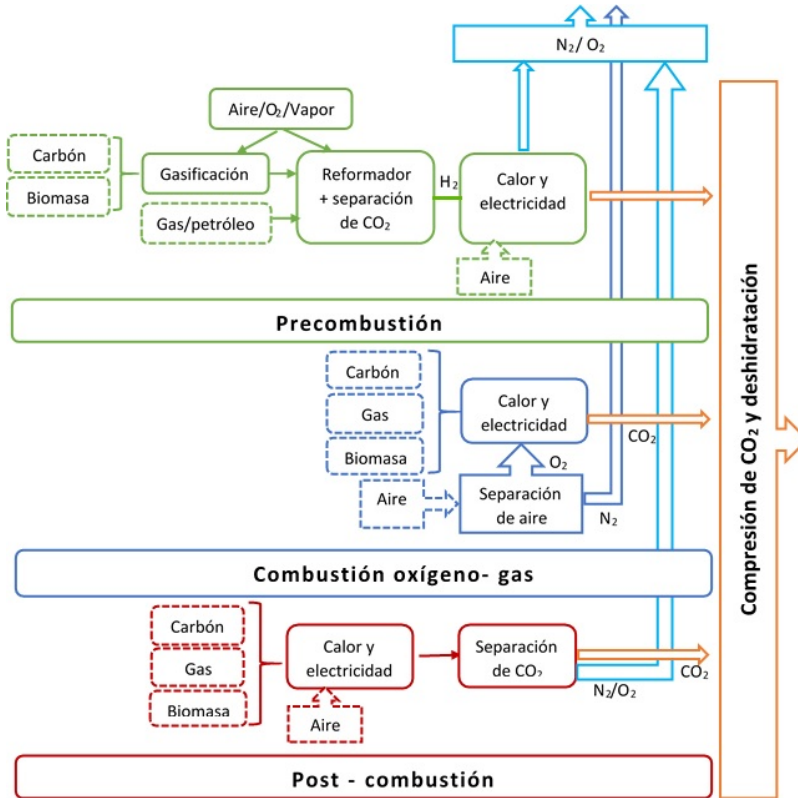 N₂/ O₂
Aire/O₂/Vapor
Carbón
Biomasa
Gasificación
Gas/petróleo
Reformador
+ separación
de CO₂
H₂
Calor y
electricidad
Aire
Precombustión
Carbón
Gas
Biomasa
Calor y
electricidad
CO₂
O₂
Aire
Separación
de aire
N₂
Combustión oxígeno- gas
Carbón
Gas
Biomasa
Calor y
electricidad
Aire
Separación
de CO₂
CO₂
N₂/O₂
Post - combustión
Compresión de CO₂ y deshidratación